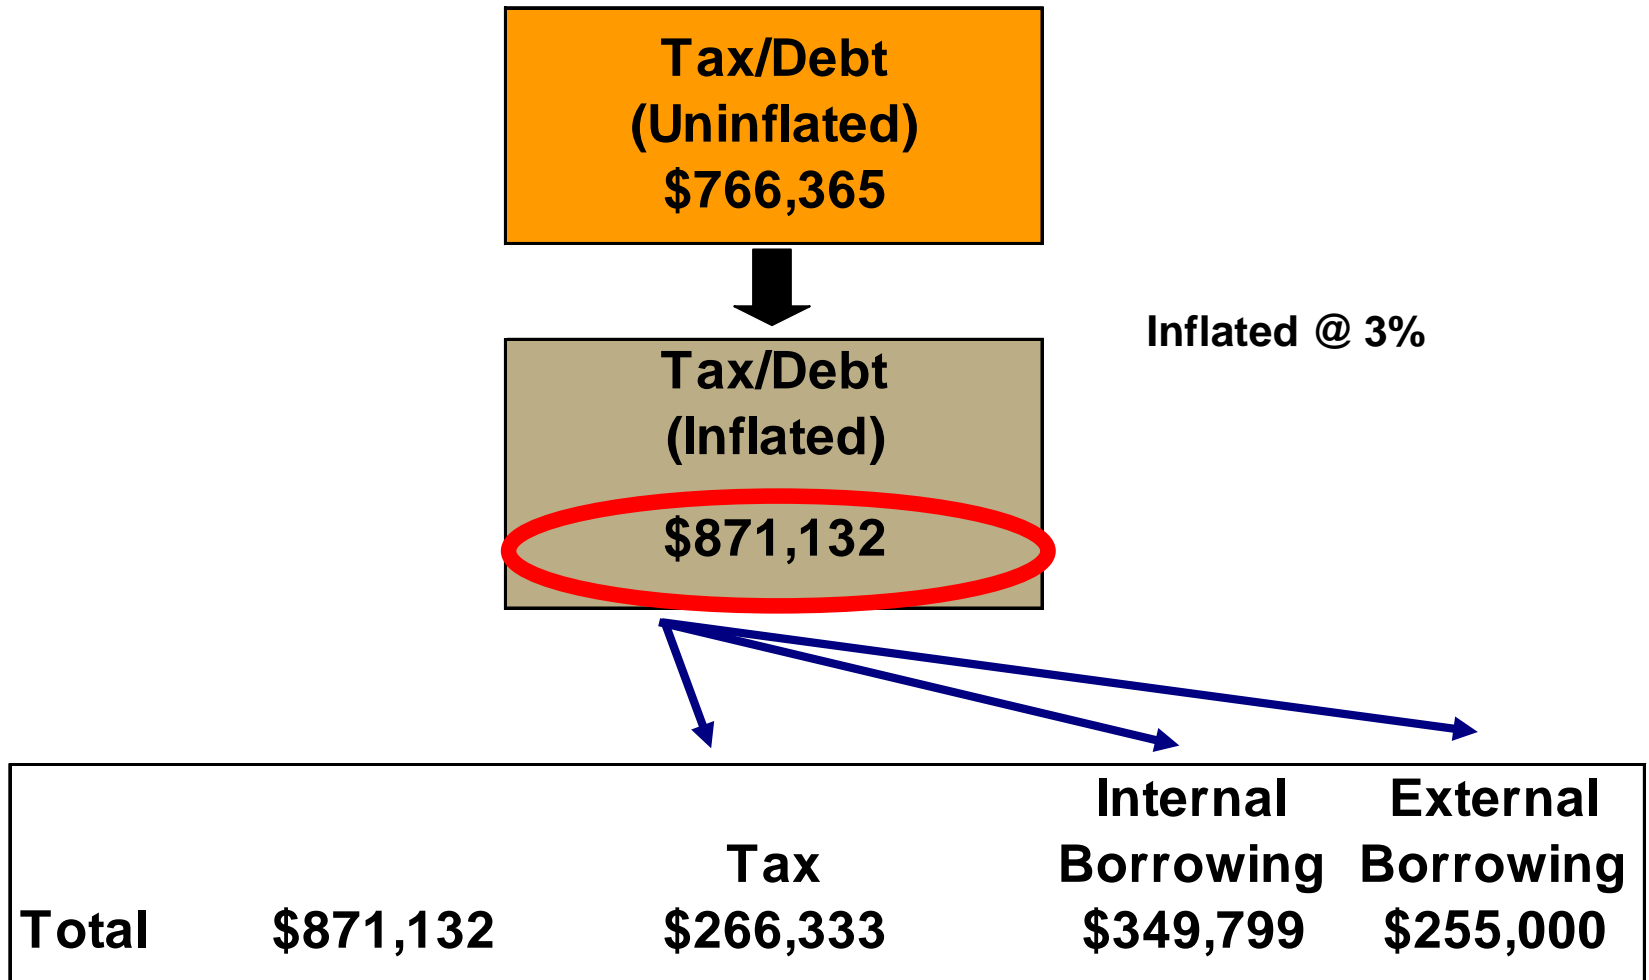 Tax/Debt
(Uninflated)
$766,365
Inflated @ 3%
Tax/Debt
(Inflated)
$871,132
Internal External
Tax Borrowing Borrowing
Total $871,132 $266,333 $349,799 $255,000